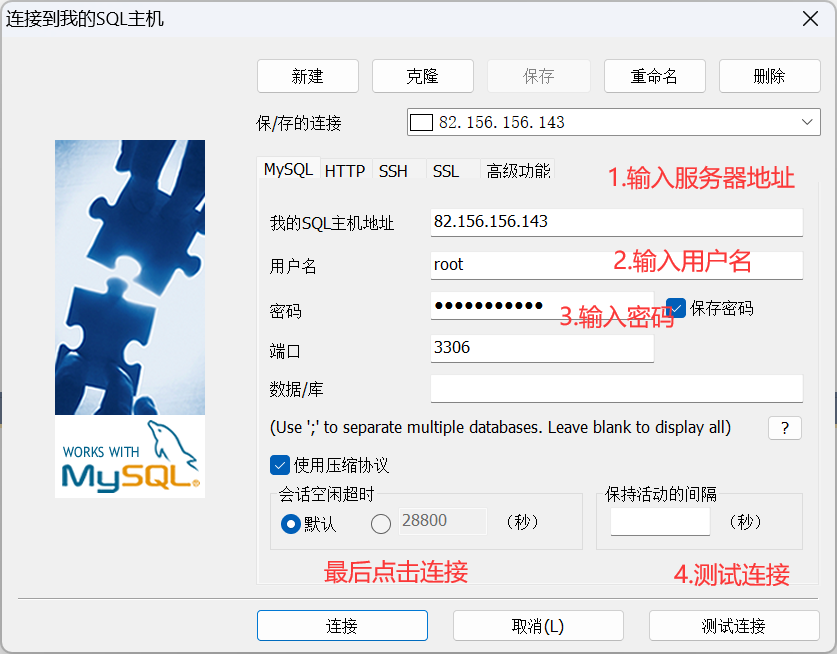 连接到我的SQL主机
新建 克隆 保存 重命名 删除
保/存的连接 82.156.156.143
MySQL HTTP SSH SSL 高级功能
1.输入服务器地址
我的SQL主机地址 82.156.156.143
用户名 root 2.输入用户名
密码 ●●●●●●●●●●● 3.输入密码 保存密码
端口 3306
数据/库
(Use ';' to separate multiple databases. Leave blank to display all) ?
WORKS WITH
MySQL®
使用压缩协议
会话空闲超时 保持活动的间隔
默认 28800 （秒） （秒）
最后点击连接 4.测试连接
连接 取消(L) 测试连接